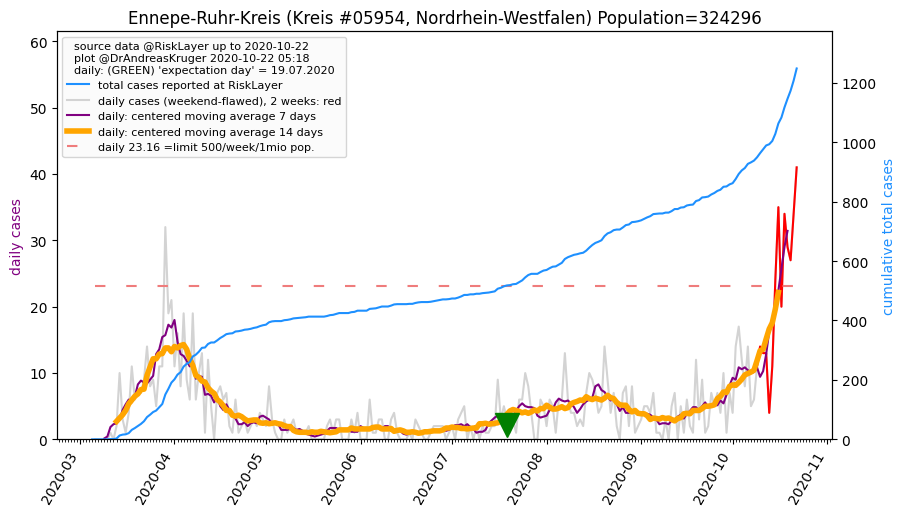 Ennepe-Ruhr-Kreis (Kreis #05954, Nordrhein-Westfalen) Population=324296
source data @RiskLayer up to 2020-10-22
plot @DrAndreasKruger 2020-10-22 05:18
daily: (GREEN) 'expectation day' = 19.07.2020
total cases reported at RiskLayer
daily cases (weekend-flawed), 2 weeks: red
daily: centered moving average 7 days
daily: centered moving average 14 days
daily 23.16 =limit 500/week/1mio pop.
daily cases
60
50
40
30
20
10
0
1200
1000
800
600
400
200
0
cumulative total cases
2020-03
2020-04
2020-05
2020-06
2020-07
2020-08
2020-09
2020-10
2020-11